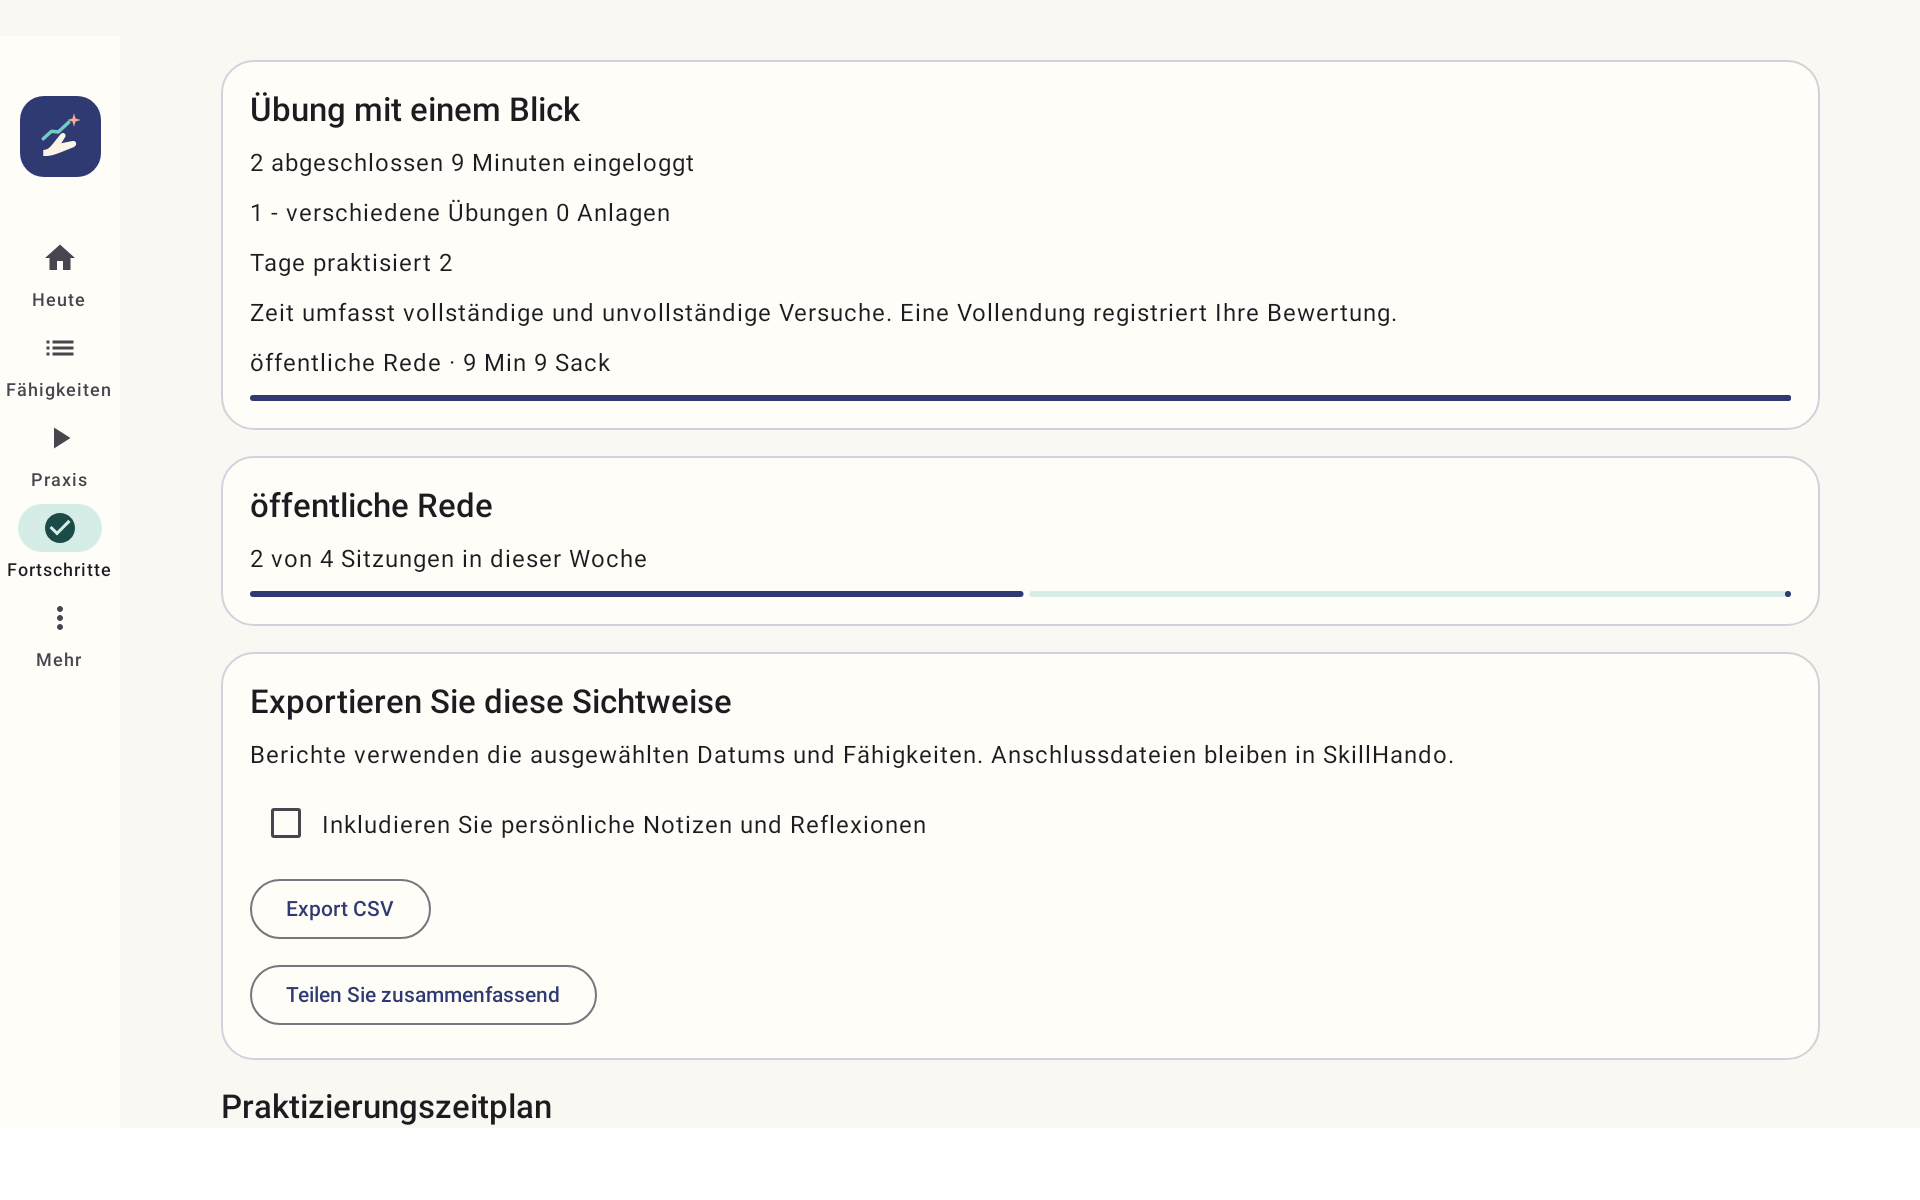 Heute
Fähigkeiten
Praxis
Fortschritte
Mehr
Übung mit einem Blick
2 abgeschlossen 9 Minuten eingeloggt
1 - verschiedene Übungen 0 Anlagen
Tage praktisiert 2
Zeit umfasst vollständige und unvollständige Versuche. Eine Vollendung registriert Ihre Bewertung.
öffentliche Rede · 9 Min 9 Sack
öffentliche Rede
2 von 4 Sitzungen in dieser Woche
Exportieren Sie diese Sichtweise
Berichte verwenden die ausgewählten Datums und Fähigkeiten. Anschlussdateien bleiben in SkillHando.
Inkludieren Sie persönliche Notizen und Reflexionen
Export CSV
Teilen Sie zusammenfassend
Praktizierungszeitplan